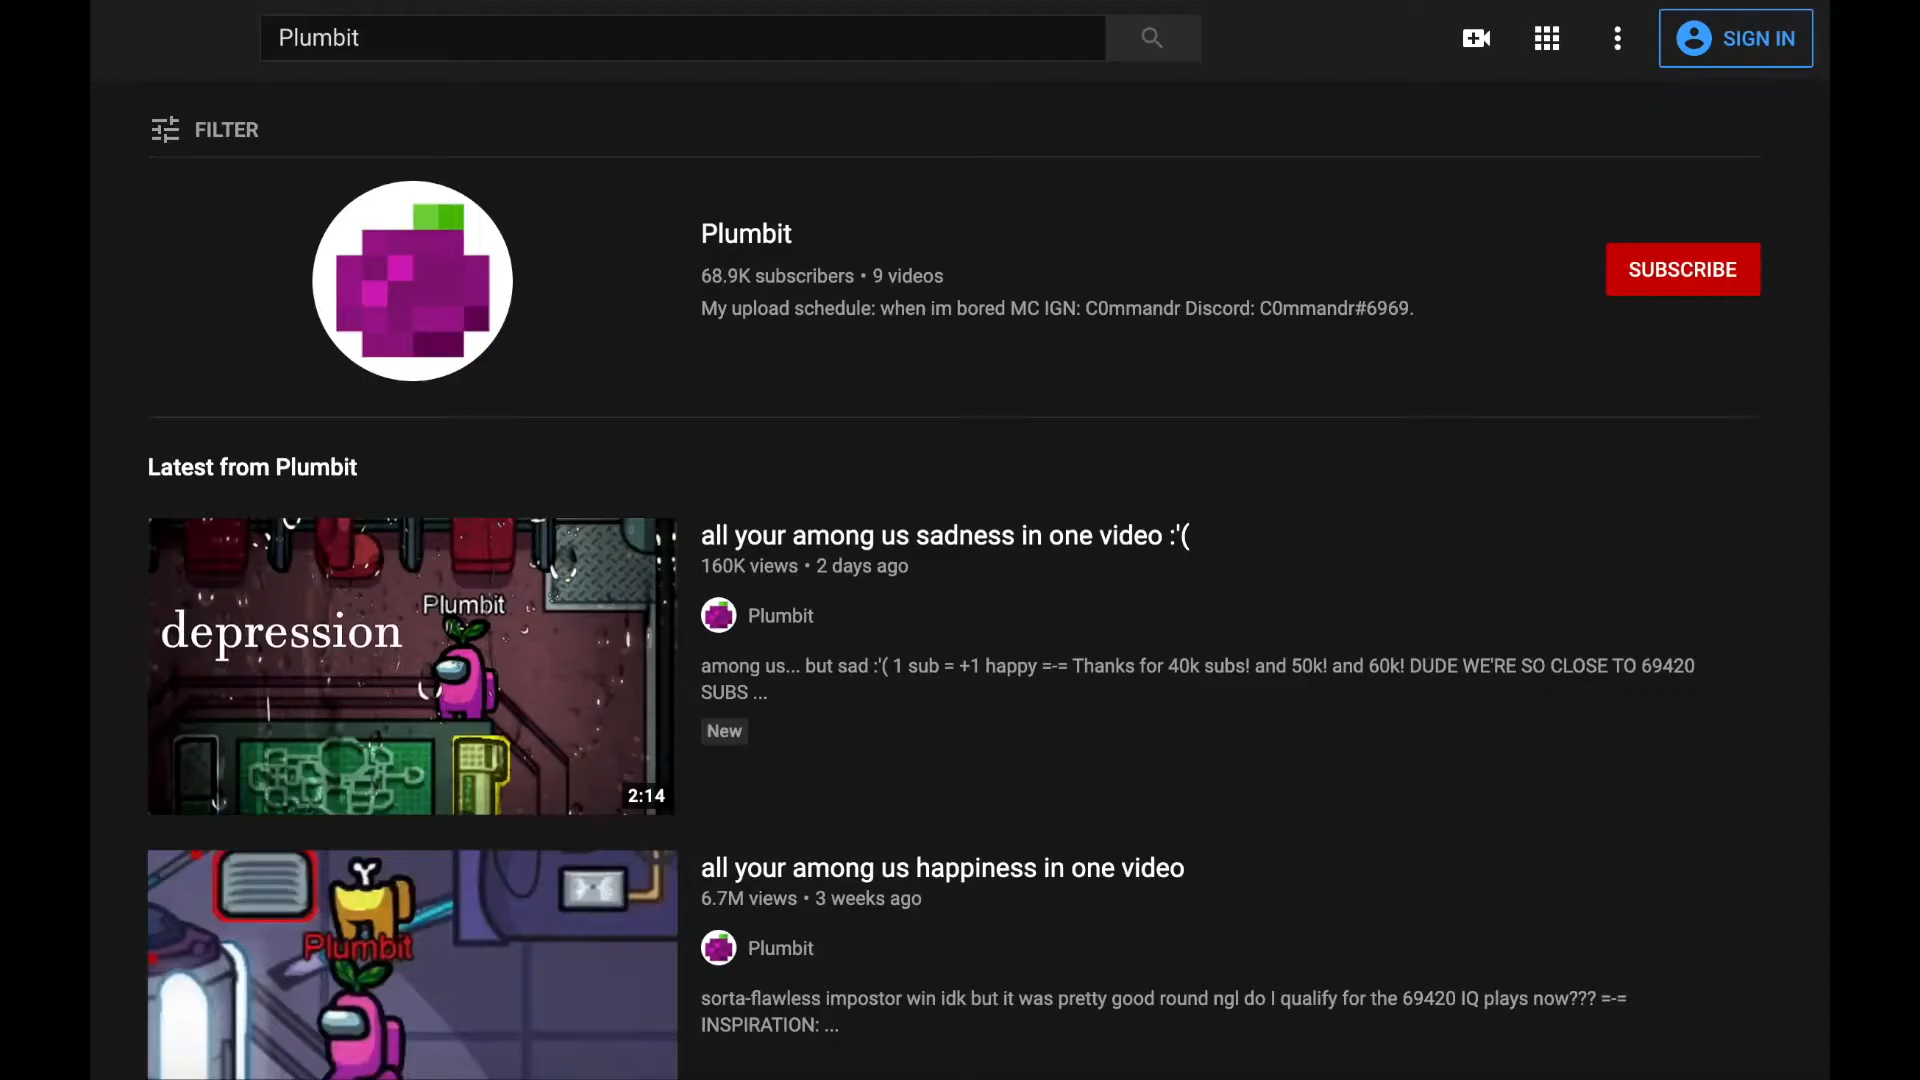 Plumbit
SIGN IN
FILTER
Plumbit
68.9K subscribers • 9 videos
My upload schedule: when im bored MC IGN: C0mmandr Discord: C0mmandr#6969.
SUBSCRIBE
Latest from Plumbit
Plumbit
depression
2:14
all your among us sadness in one video :'(
160K views • 2 days ago
Plumbit
among us... but sad :'( 1 sub = +1 happy =-= Thanks for 40k subs! and 50k! and 60k! DUDE WE'RE SO CLOSE TO 69420
SUBS ...
New
Plumbit
all your among us happiness in one video
6.7M views • 3 weeks ago
Plumbit
sorta-flawless impostor win idk but it was pretty good round ngl do I qualify for the 69420 IQ plays now??? =-=
INSPIRATION: ...